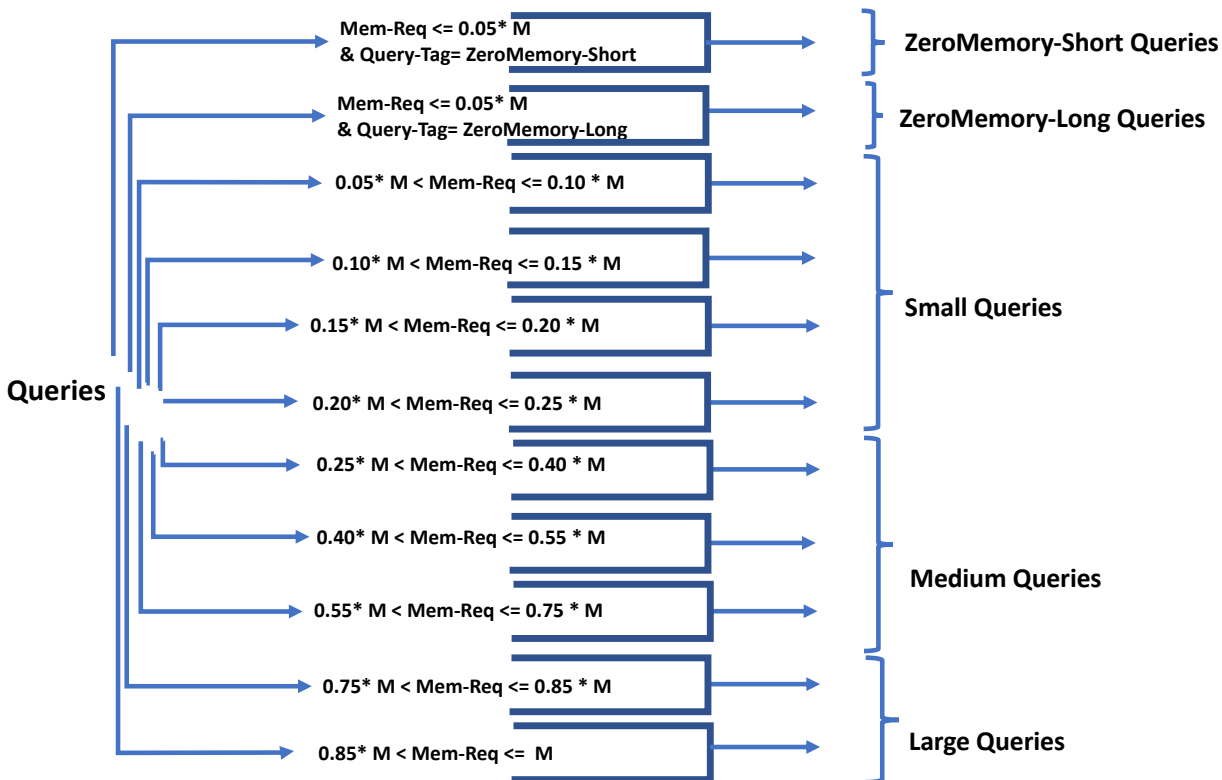 Mem-Req <= 0.05* M
& Query-Tag= ZeroMemory-Short
ZeroMemory-Short Queries
Mem-Req <= 0.05* M
& Query-Tag= ZeroMemory-Long
ZeroMemory-Long Queries
0.05* M < Mem-Req <= 0.10 * M
0.10* M < Mem-Req <= 0.15 * M
0.15* M < Mem-Req <= 0.20 * M
Small Queries
Queries
0.20* M < Mem-Req <= 0.25 * M
0.25* M < Mem-Req <= 0.40 * M
0.40* M < Mem-Req <= 0.55 * M
Medium Queries
0.55* M < Mem-Req <= 0.75 * M
0.75* M < Mem-Req <= 0.85 * M
0.85* M < Mem-Req <= M
Large Queries